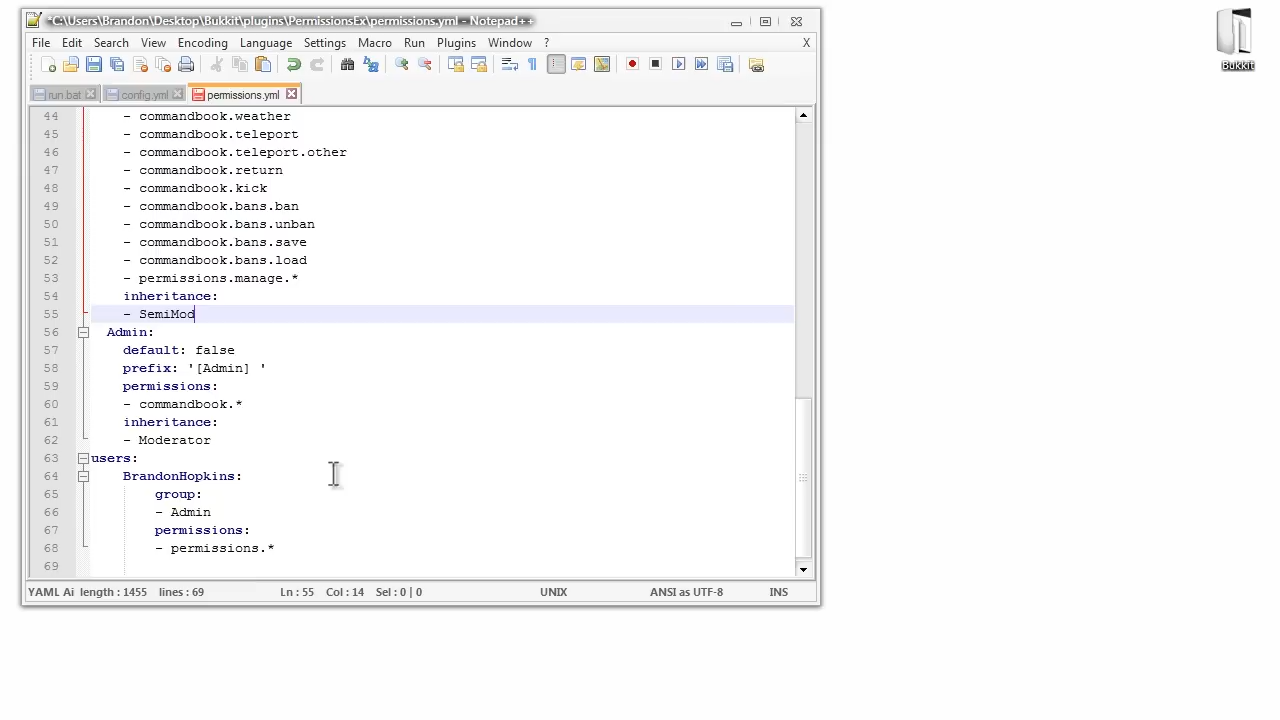 *C:\Users\Brandon\Desktop\Bukkit\plugins\PermissionsEx\permissions.yml - Notepad++
File Edit Search View Encoding Language Settings Macro Run Plugins Window ? X
run.bat config.yml permissions.yml
44 - commandbook.weather
45 - commandbook.teleport
46 - commandbook.teleport.other
47 - commandbook.return
48 - commandbook.kick
49 - commandbook.bans.ban
50 - commandbook.bans.unban
51 - commandbook.bans.save
52 - commandbook.bans.load
53 - permissions.manage.*
54 inheritance:
55 - SemiMod
56 Admin:
57 default: false
58 prefix: '[Admin] '
59 permissions:
60 - commandbook.*
61 inheritance:
62 - Moderator
63 users:
64 BrandonHopkins:
65 group:
66 - Admin
67 permissions:
68 - permissions.*
69
YAML Ai length : 1455 lines : 69 Ln : 55 Col : 14 Sel : 0 | 0 UNIX ANSI as UTF-8 INS
Bukkit